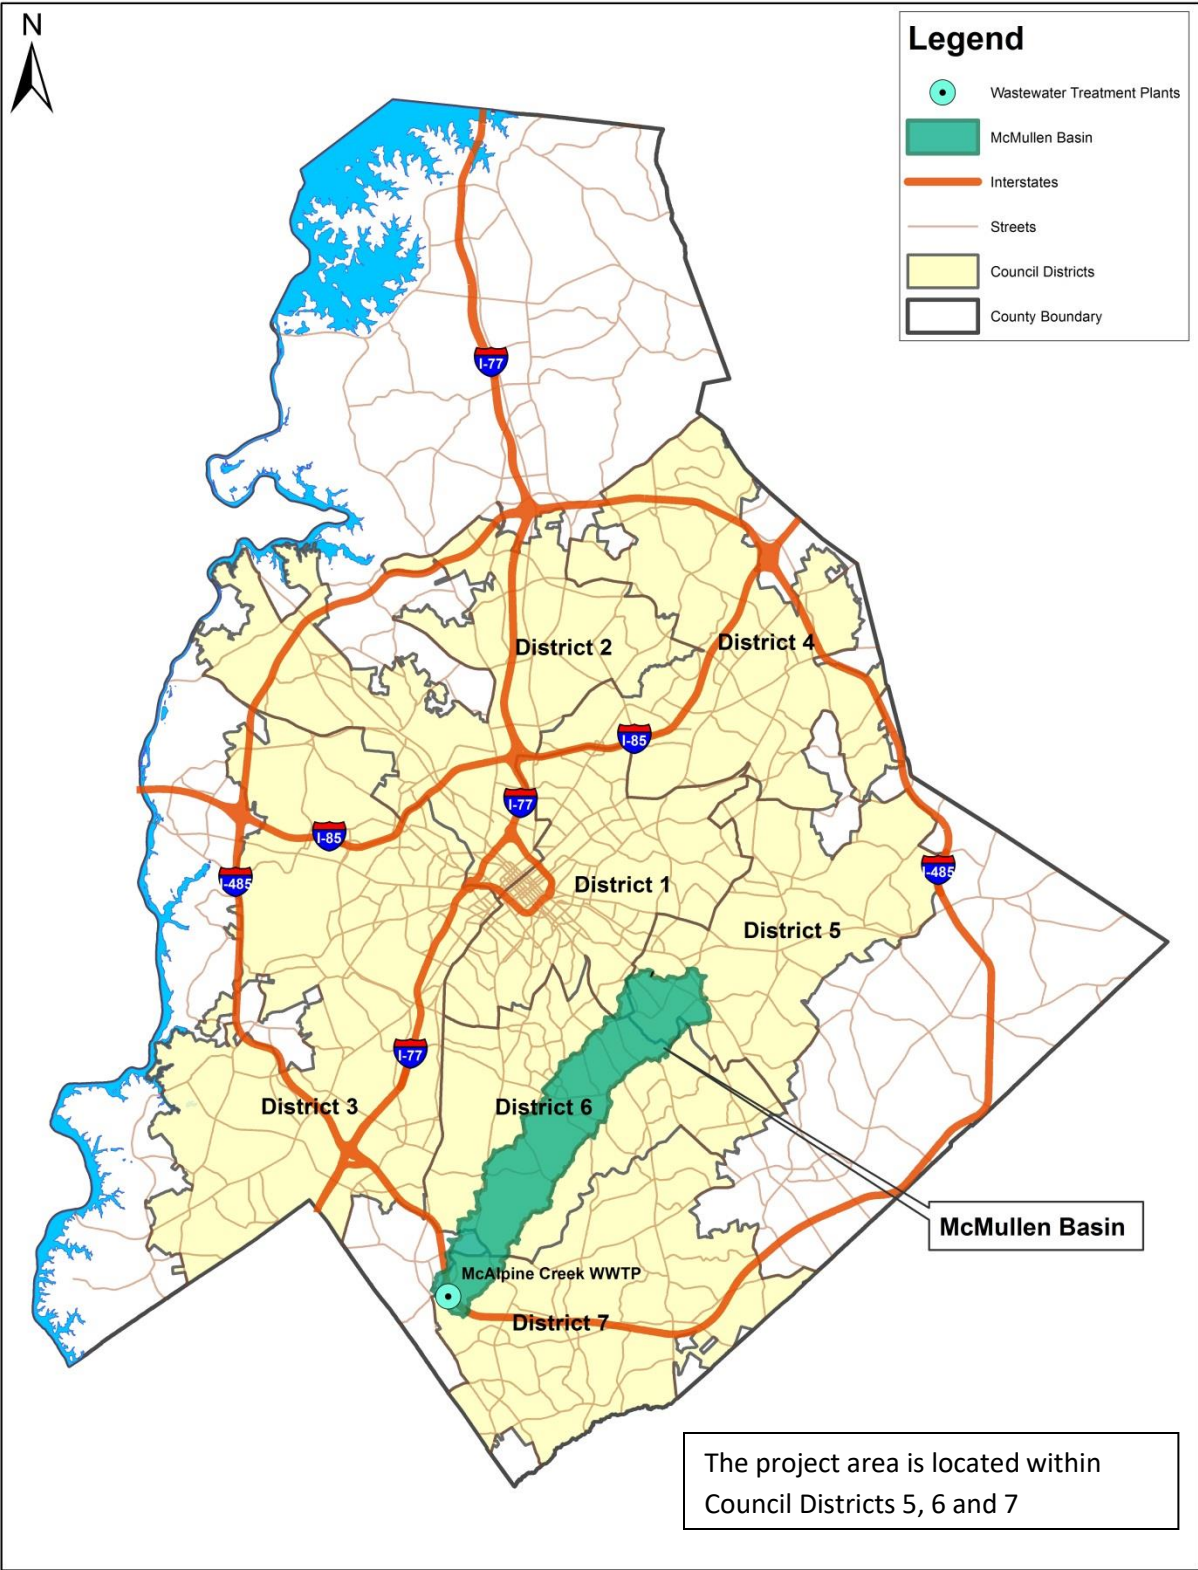 N
Legend
Wastewater Treatment Plants
McMullen Basin
Interstates
Streets
Council Districts
County Boundary
I-77
District 2
District 4
I-85
I-77
I-85
I-485
I-485
District 1
District 5
I-77
District 3
District 6
McMullen Basin
McAlpine Creek WWTP
District 7
The project area is located within
Council Districts 5, 6 and 7